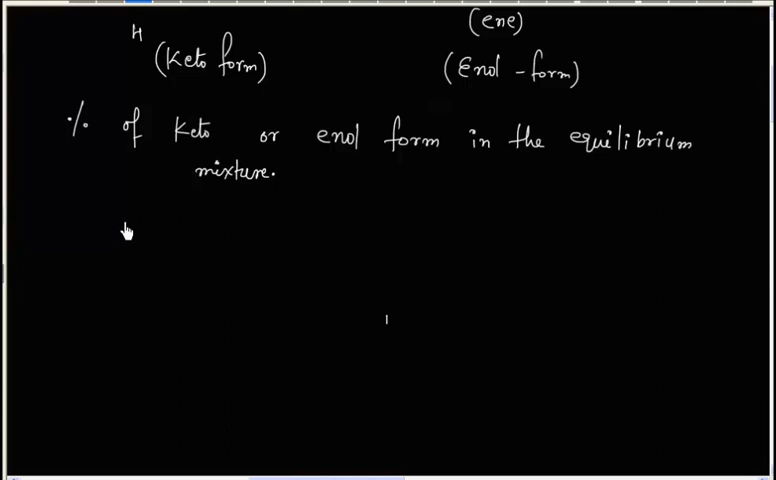 (ene)
H
(Keto form)
(Enol - form)
% of Keto or enol form in the equilibrium
mixture.